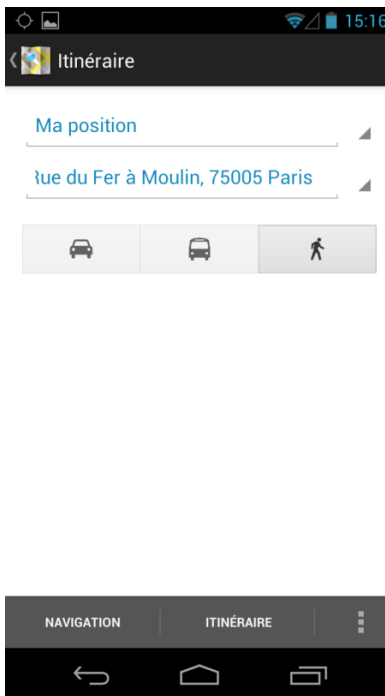 15:16
Itinéraire
Ma position
Rue du Fer à Moulin, 75005 Paris
NAVIGATION ITINÉRAIRE